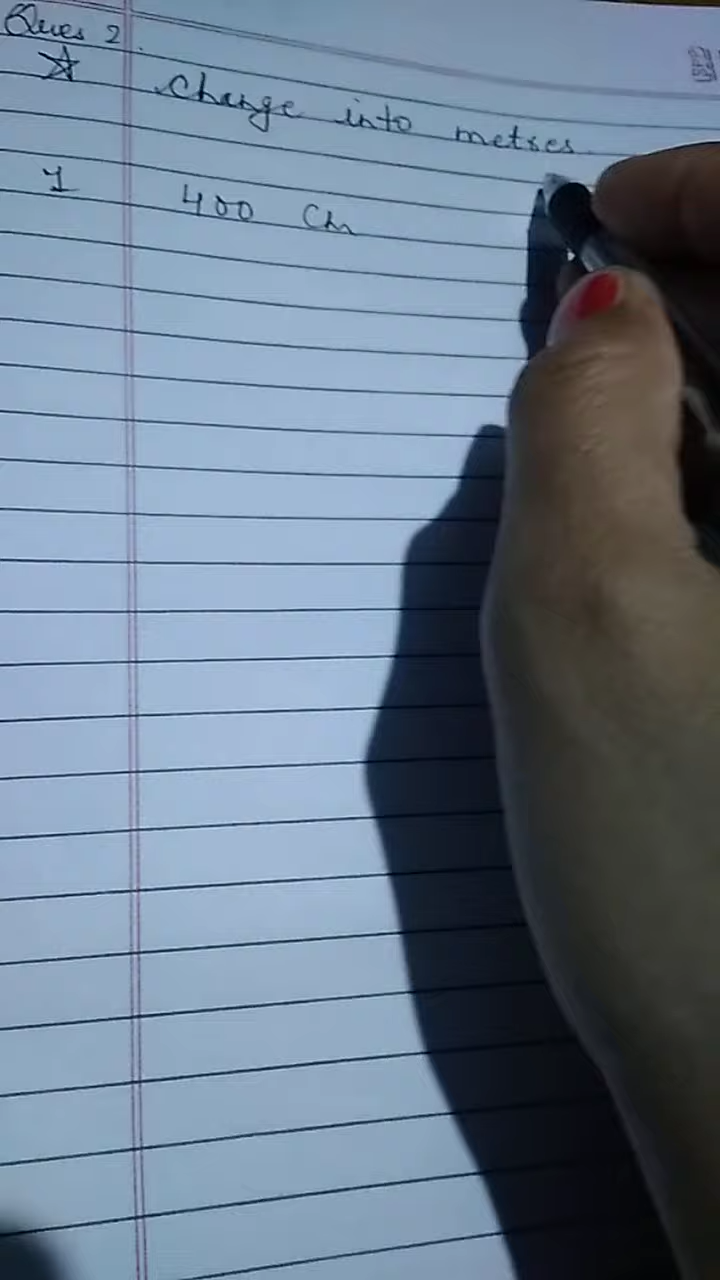 Ques 2.
☆ Change into metres.
1 400 Cm